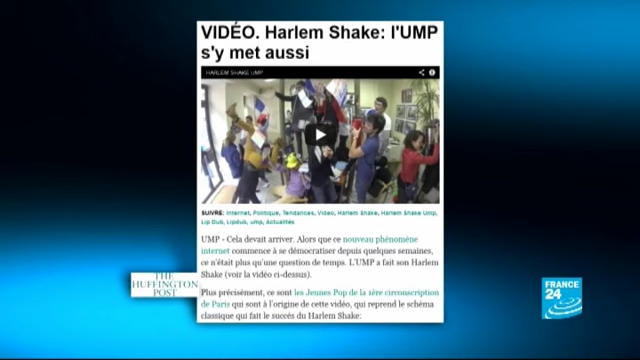 VIDÉO. Harlem Shake: l'UMP
s'y met aussi
HARLEM SHAKE UMP
SUIVRE: Internet, Politique, Tendances, Video, Harlem Shake, Harlem Shake Ump,
Lip Dub, Lipdub, ump, Actualités
UMP - Cela devait arriver. Alors que ce nouveau phénomène
internet commence à se démocratiser depuis quelques semaines,
ce n'était plus qu'une question de temps. L'UMP a fait son Harlem
Shake (voir la vidéo ci-dessus).
Plus précisément, ce sont les Jeunes Pop de la 1ère circonscription
de Paris qui sont à l'origine de cette vidéo, qui reprend le schéma
classique qui fait le succès du Harlem Shake:
THE
HUFFINGTON
POST
FRANCE
24